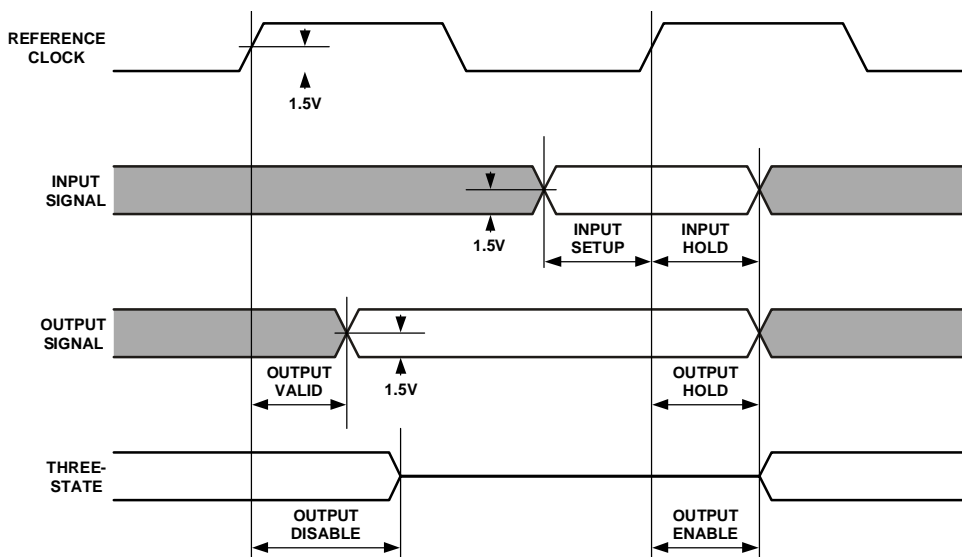 REFERENCE
CLOCK
1.5V
INPUT
SIGNAL
1.5V
INPUT
SETUP
INPUT
HOLD
OUTPUT
SIGNAL
OUTPUT
VALID
1.5V
OUTPUT
HOLD
THREE-
STATE
OUTPUT
DISABLE
OUTPUT
ENABLE